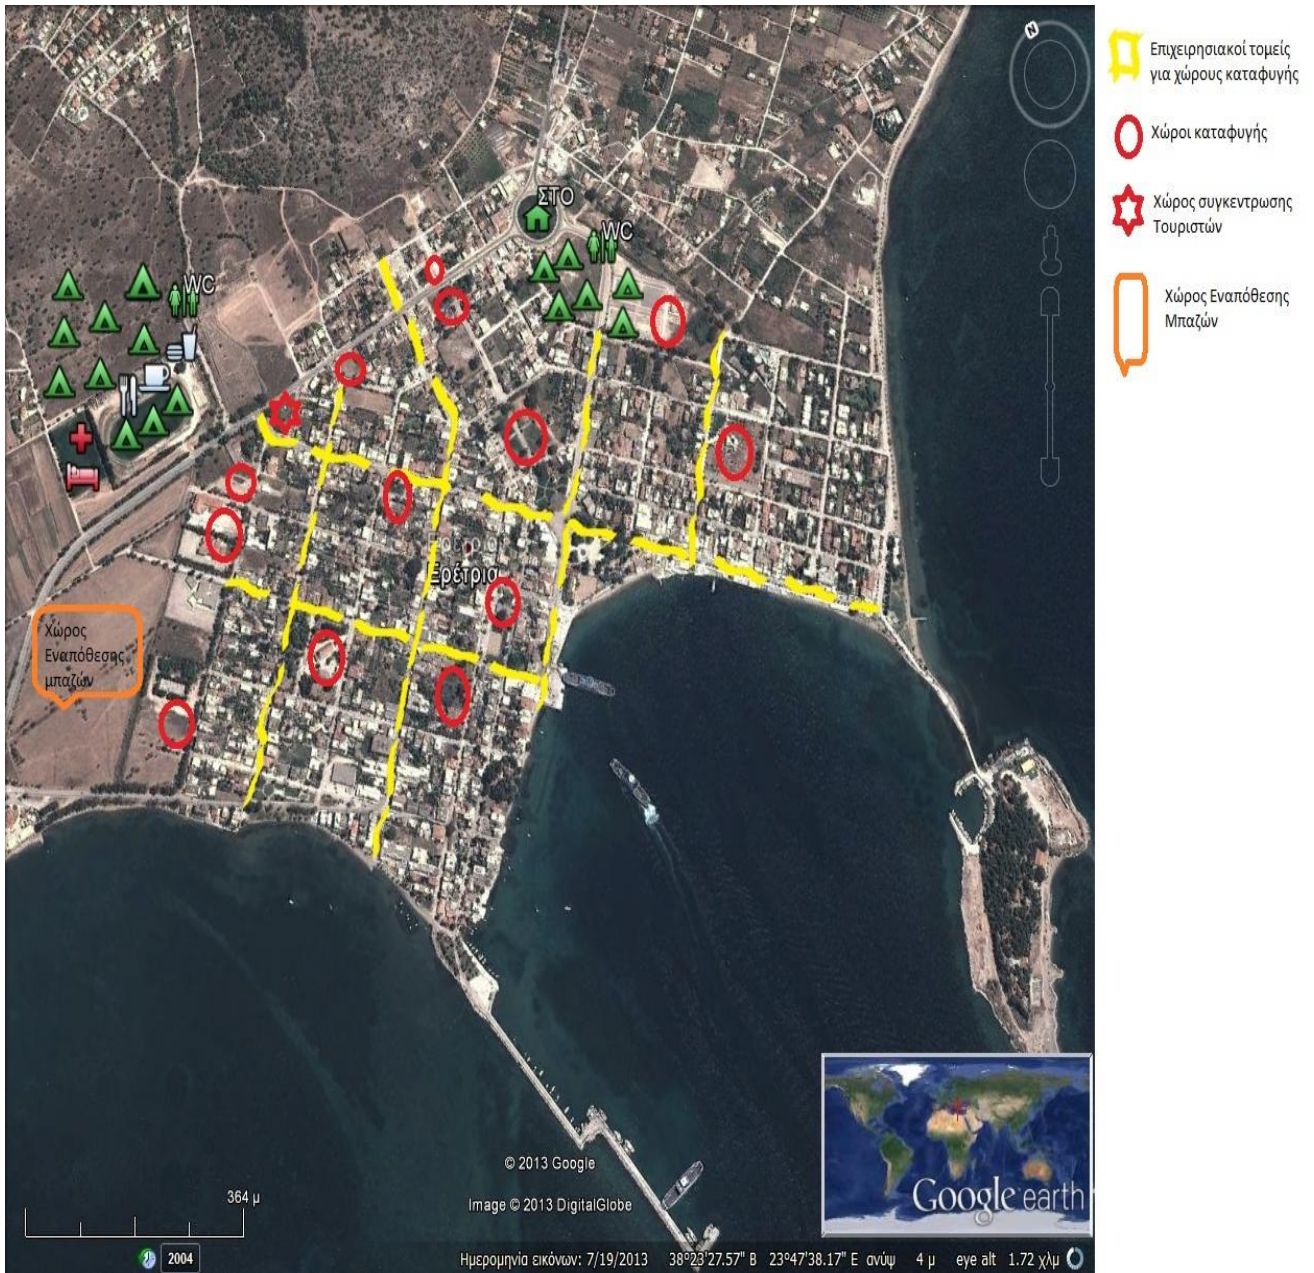 ΣΤΟ
WC
WC
Ερέτρια
Ερέτρια
Χώρος
Εναπόθεσης
μπαζών
Επιχειρησιακοί τομείς
για χώρους καταφυγής
Χώροι καταφυγής
Χώρος συγκεντρωσης
Τουριστών
Χώρος Εναπόθεσης
Μπαζών
N
© 2013 Google
Image © 2013 DigitalGlobe
Google earth
364 μ
2004
Ημερομηνία εικόνων: 7/19/2013 38°23'27.57" Β 23°47'38.17" Ε ανύψ 4 μ eye alt 1.72 χλμ